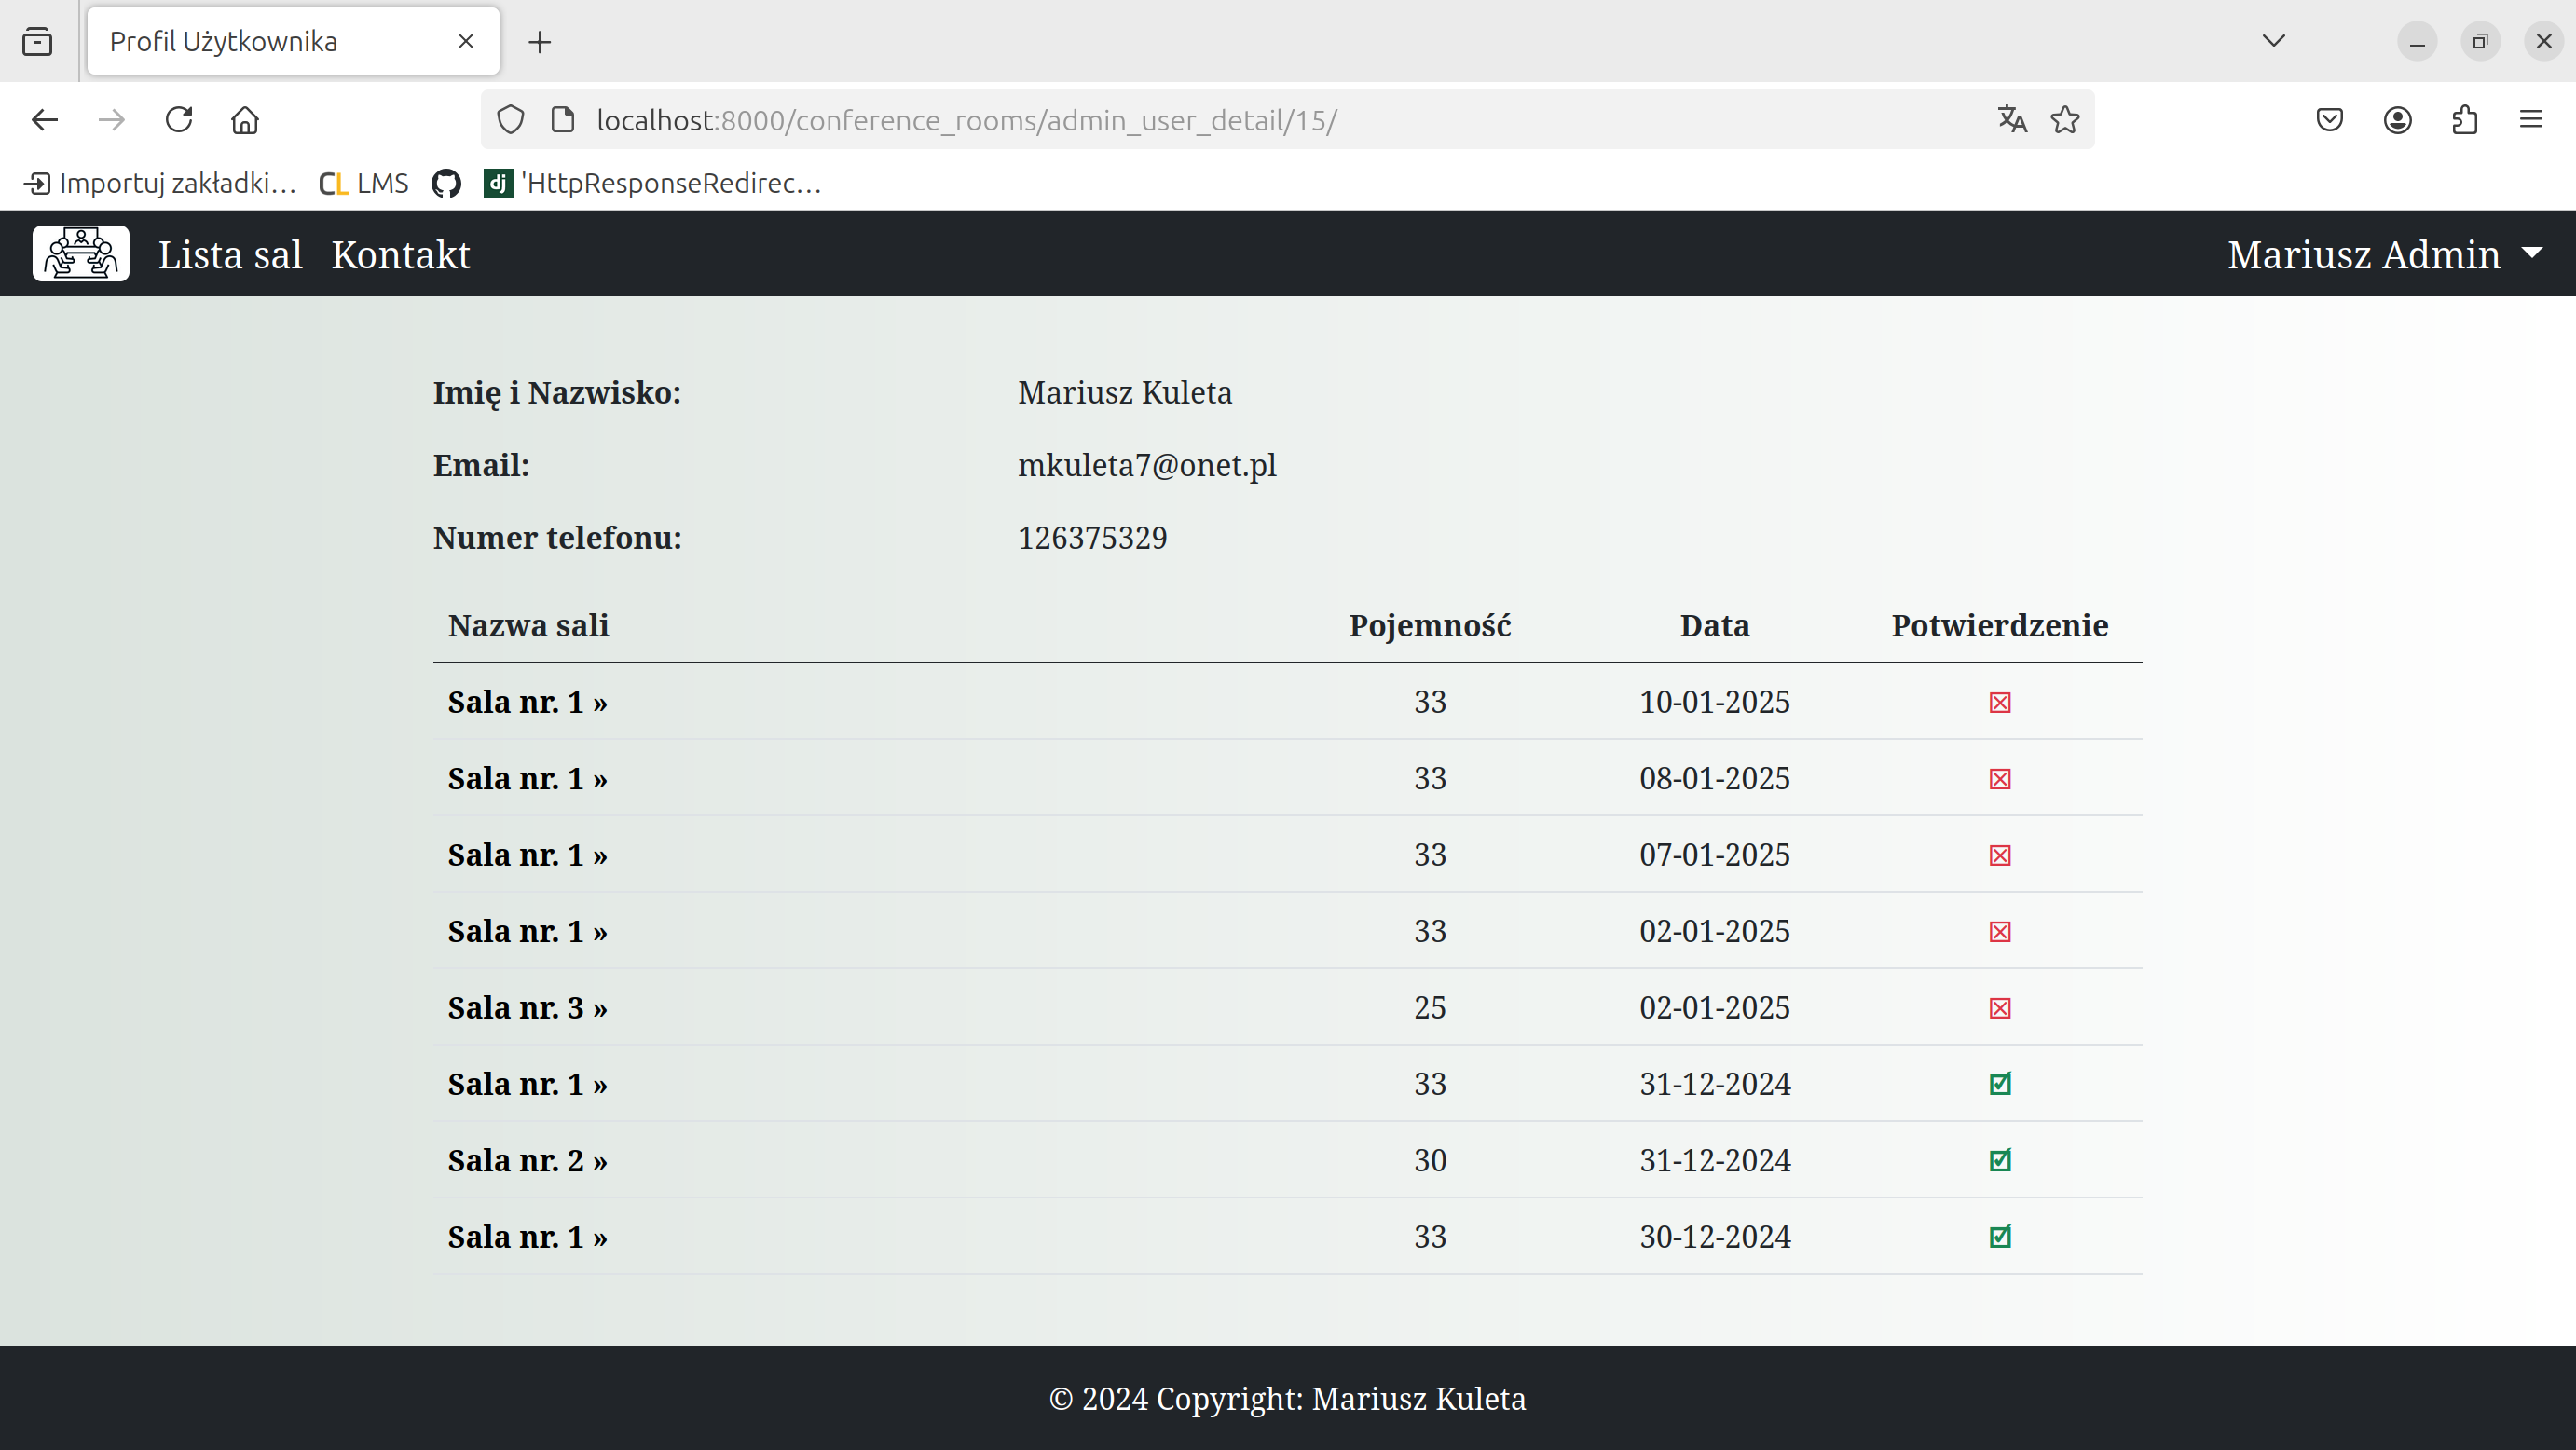 Profil Użytkownika
localhost:8000/conference_rooms/admin_user_detail/15/
Importuj zakładki... CL LMS dj 'HttpResponseRedirec...
Lista sal Kontakt Mariusz Admin
Imię i Nazwisko: Mariusz Kuleta
Email: mkuleta7@onet.pl
Numer telefonu: 126375329
Nazwa sali Pojemność Data Potwierdzenie
Sala nr. 1 » 33 10-01-2025 ☒
Sala nr. 1 » 33 08-01-2025 ☒
Sala nr. 1 » 33 07-01-2025 ☒
Sala nr. 1 » 33 02-01-2025 ☒
Sala nr. 3 » 25 02-01-2025 ☒
Sala nr. 1 » 33 31-12-2024 ☑
Sala nr. 2 » 30 31-12-2024 ☑
Sala nr. 1 » 33 30-12-2024 ☑
© 2024 Copyright: Mariusz Kuleta